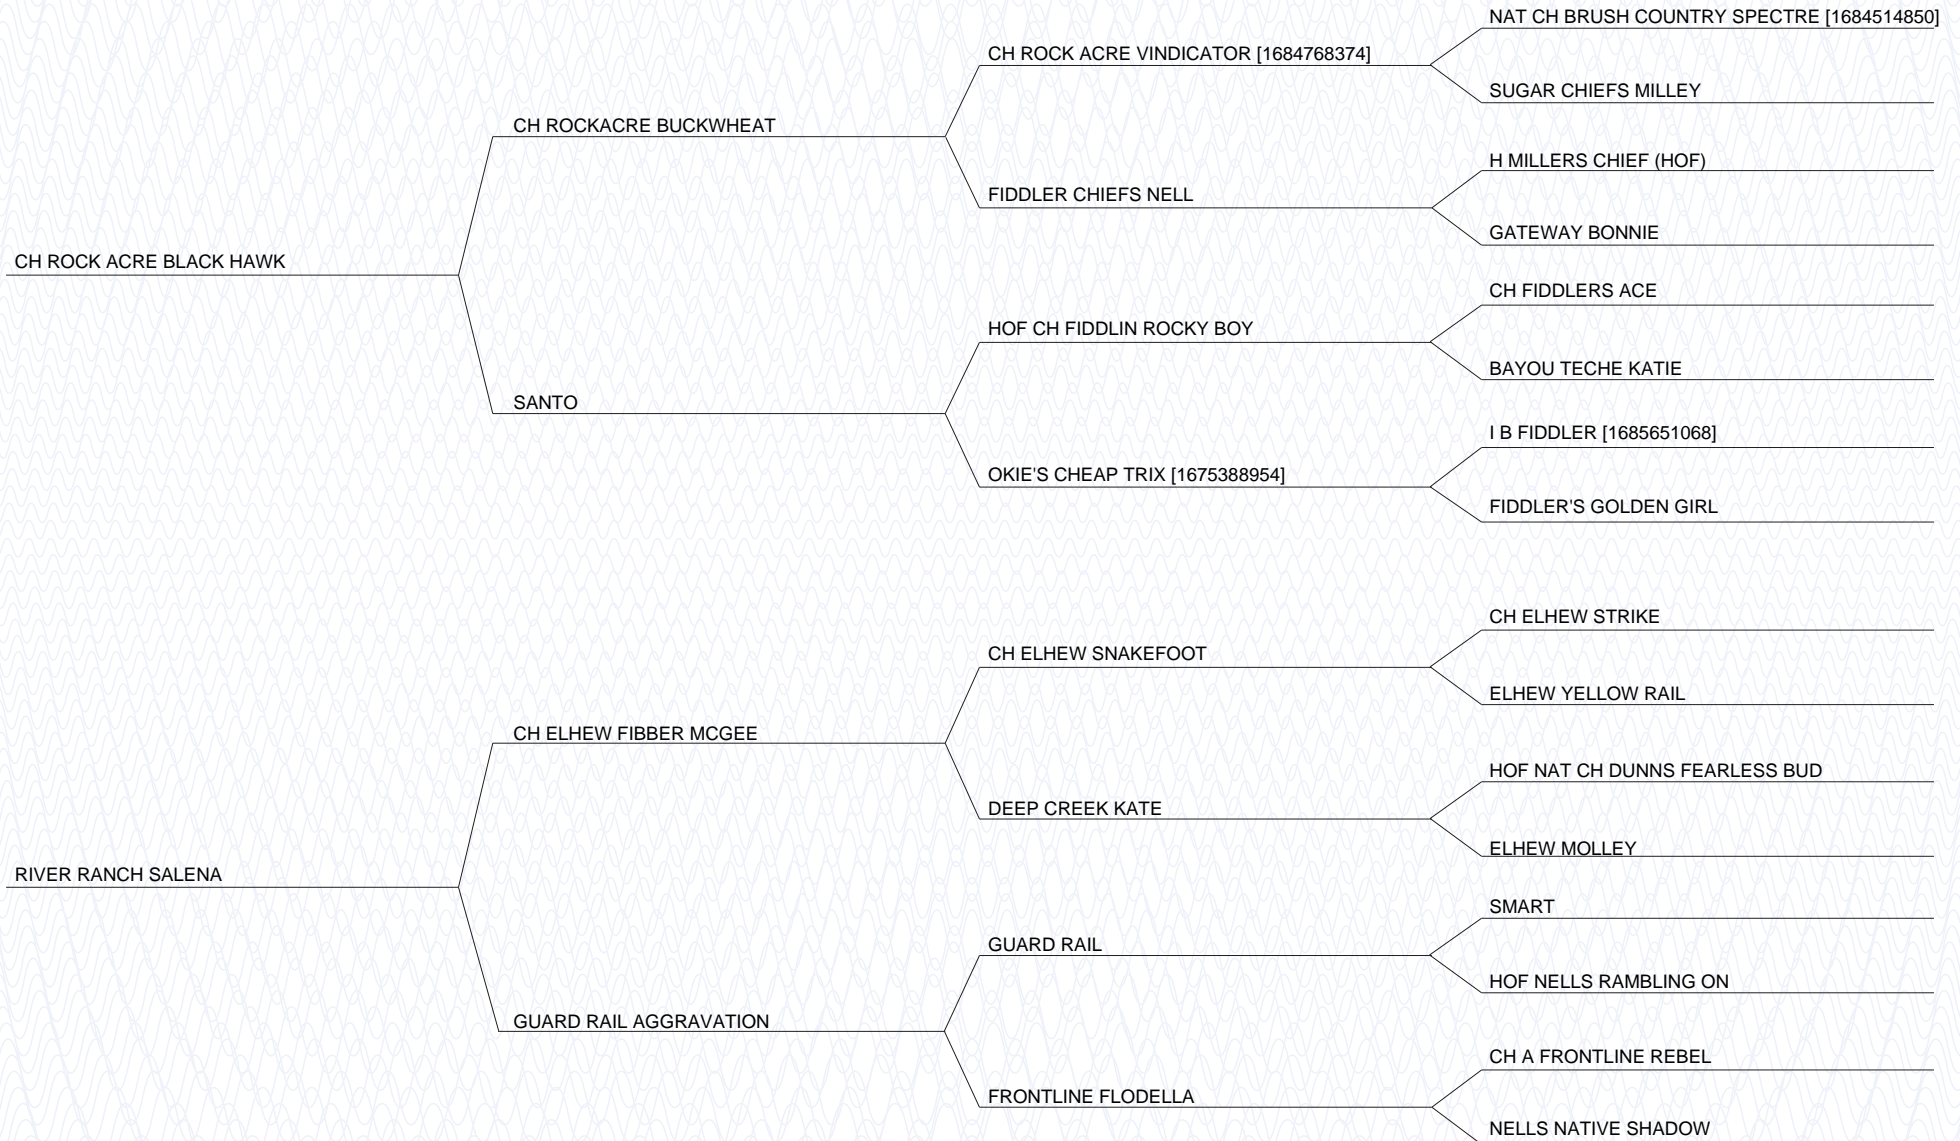 NAT CH BRUSH COUNTRY SPECTRE [1684514850]
CH ROCK ACRE VINDICATOR [1684768374]
SUGAR CHIEFS MILLEY
CH ROCKACRE BUCKWHEAT
H MILLERS CHIEF (HOF)
FIDDLER CHIEFS NELL
GATEWAY BONNIE
CH ROCK ACRE BLACK HAWK
CH FIDDLERS ACE
HOF CH FIDDLIN ROCKY BOY
BAYOU TECHE KATIE
SANTO
I B FIDDLER [1685651068]
OKIE'S CHEAP TRIX [1675388954]
FIDDLER'S GOLDEN GIRL
CH ELHEW STRIKE
CH ELHEW SNAKEFOOT
ELHEW YELLOW RAIL
CH ELHEW FIBBER MCGEE
HOF NAT CH DUNNS FEARLESS BUD
DEEP CREEK KATE
ELHEW MOLLEY
RIVER RANCH SALENA
SMART
GUARD RAIL
HOF NELLS RAMBLING ON
GUARD RAIL AGGRAVATION
CH A FRONTLINE REBEL
FRONTLINE FLODELLA
NELLS NATIVE SHADOW